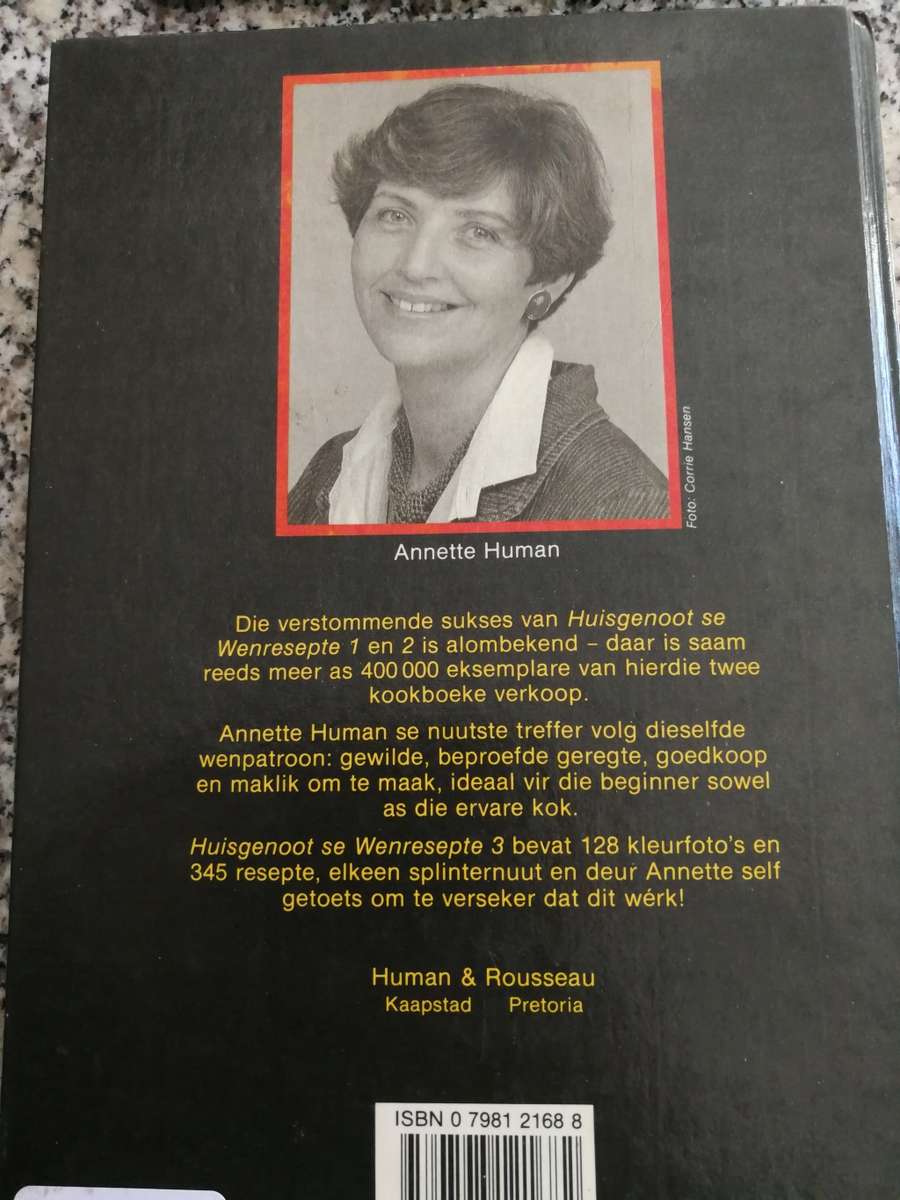 Foto: Corrie Hansen
Annette Human
Die verstommende sukses van Huisgenoot se
Wenresepte 1 en 2 is alombekend – daar is saam
reeds meer as 400 000 eksemplare van hierdie twee
kookboeke verkoop.
Annette Human se nuutste treffer volg dieselfde
wenpatroon: gewilde, beproefde geregte, goedkoop
en maklik om te maak, ideaal vir die beginner sowel
as die ervare kok.
Huisgenoot se Wenresepte 3 bevat 128 kleurfoto's en
345 resepte, elkeen splinternuut en deur Annette self
getoets om te verseker dat dit wérk!
Human & Rousseau
Kaapstad Pretoria
ISBN 0 7981 2168 8